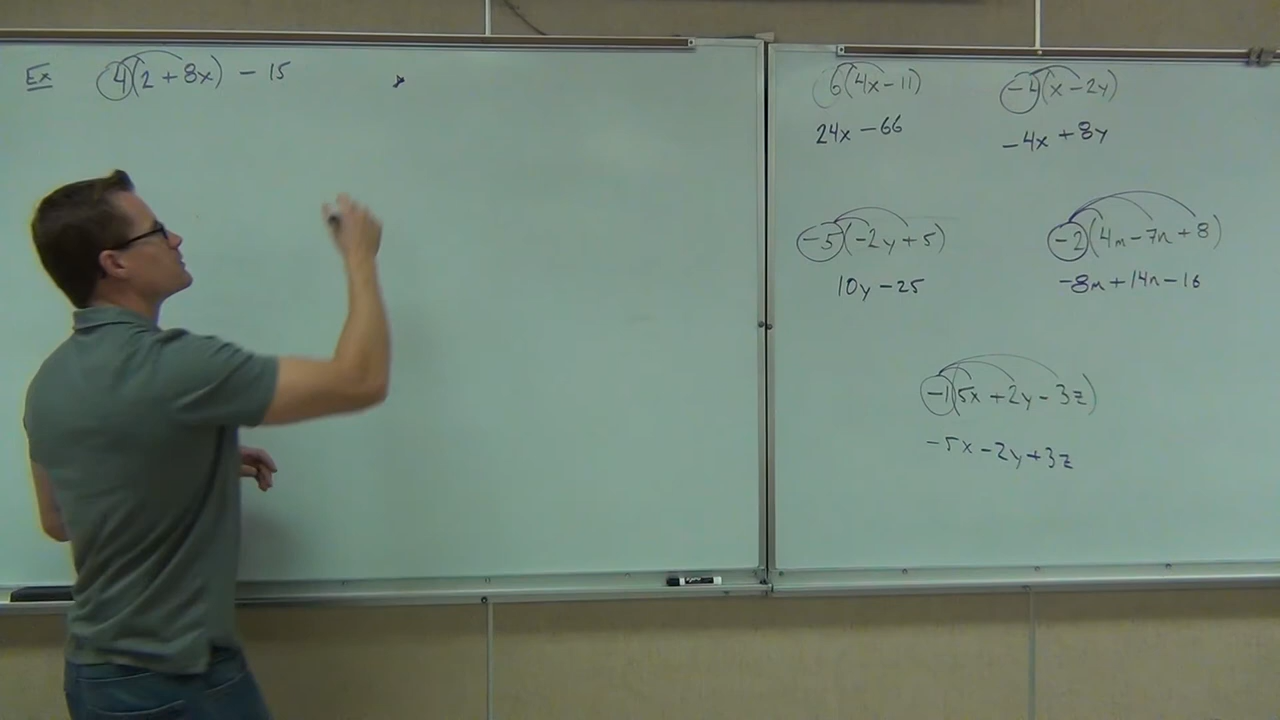 Ex 4(2 + 8x) - 15
6(4x - 11)
24x - 66
-4(x - 2y)
-4x + 8y
-5(-2y + 5)
10y - 25
-2(4m - 7n + 8)
-8m + 14n - 16
-1(5x + 2y - 3z)
-5x - 2y + 3z